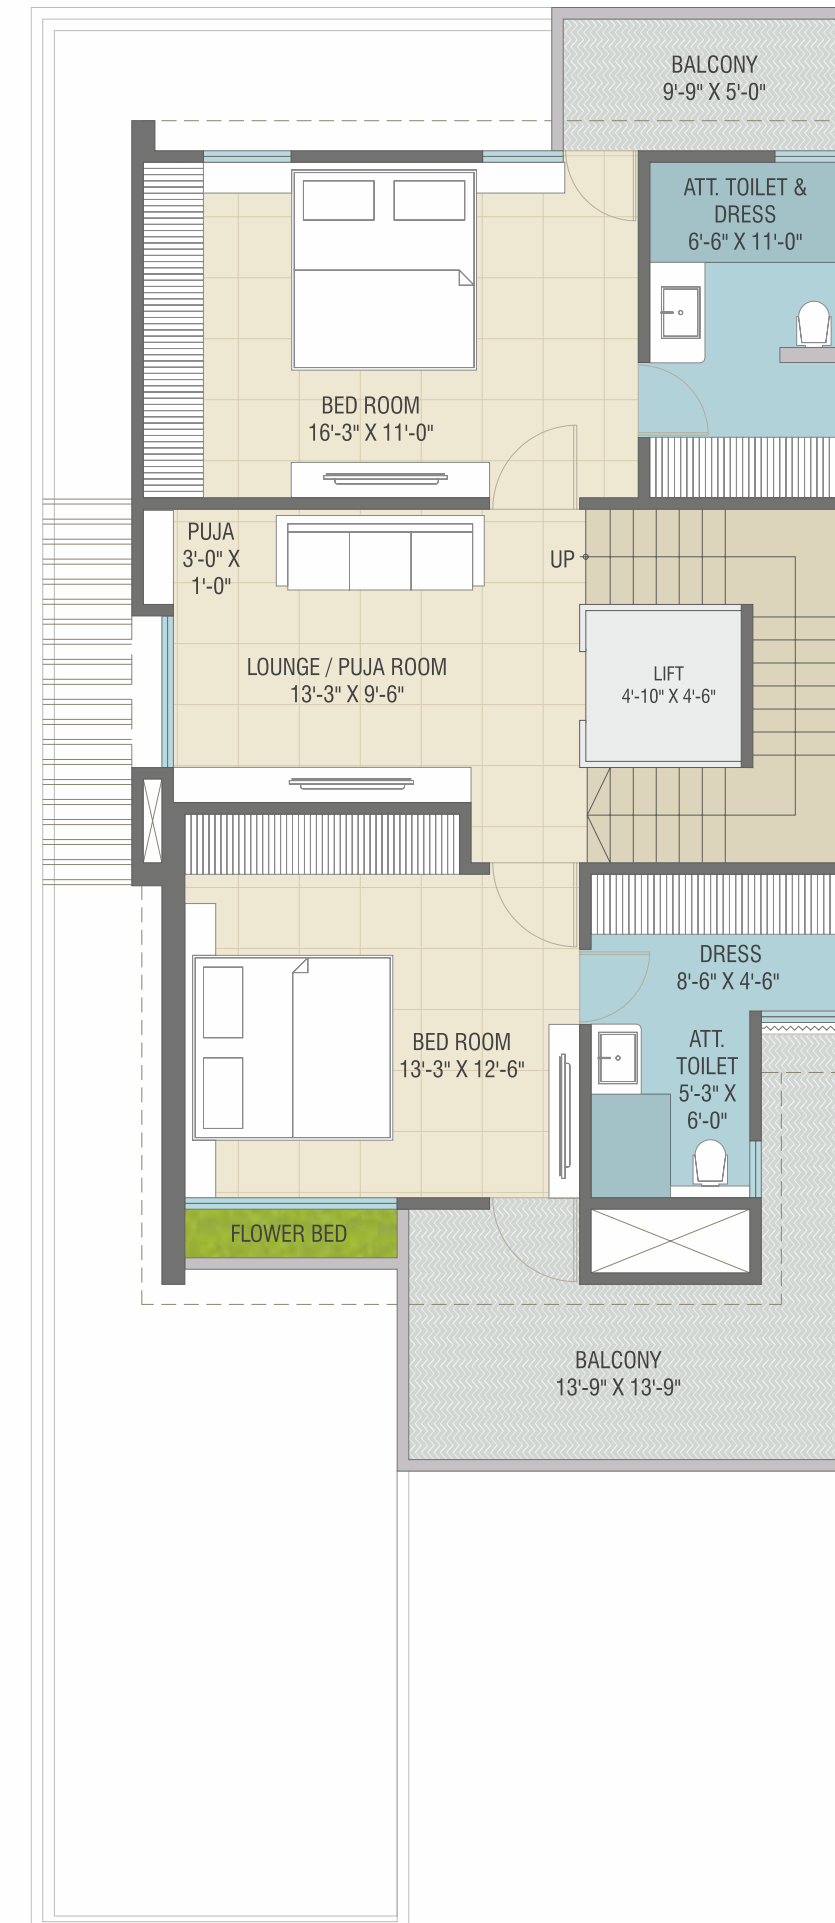 BALCONY
9'-9" X 5'-0"
ATT. TOILET &
DRESS
6'-6" X 11'-0"
BED ROOM
16'-3" X 11'-0"
PUJA
3'-0" X
1'-0"
UP
LOUNGE / PUJA ROOM
13'-3" X 9'-6"
LIFT
4'-10" X 4'-6"
DRESS
8'-6" X 4'-6"
BED ROOM
13'-3" X 12'-6"
ATT.
TOILET
5'-3" X
6'-0"
FLOWER BED
BALCONY
13'-9" X 13'-9"